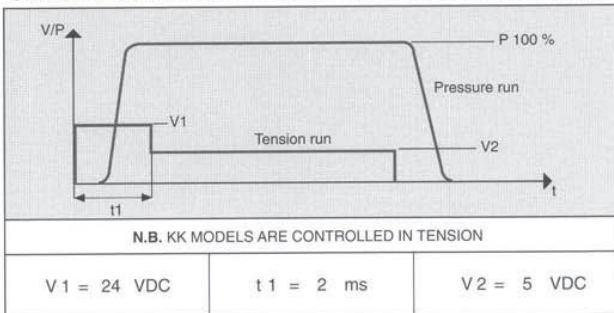 V/P
P 100 %
Pressure run
V1
Tension run
V2
t
t1
N.B. KK MODELS ARE CONTROLLED IN TENSION
V 1 = 24 VDC
t 1 = 2 ms
V 2 = 5 VDC